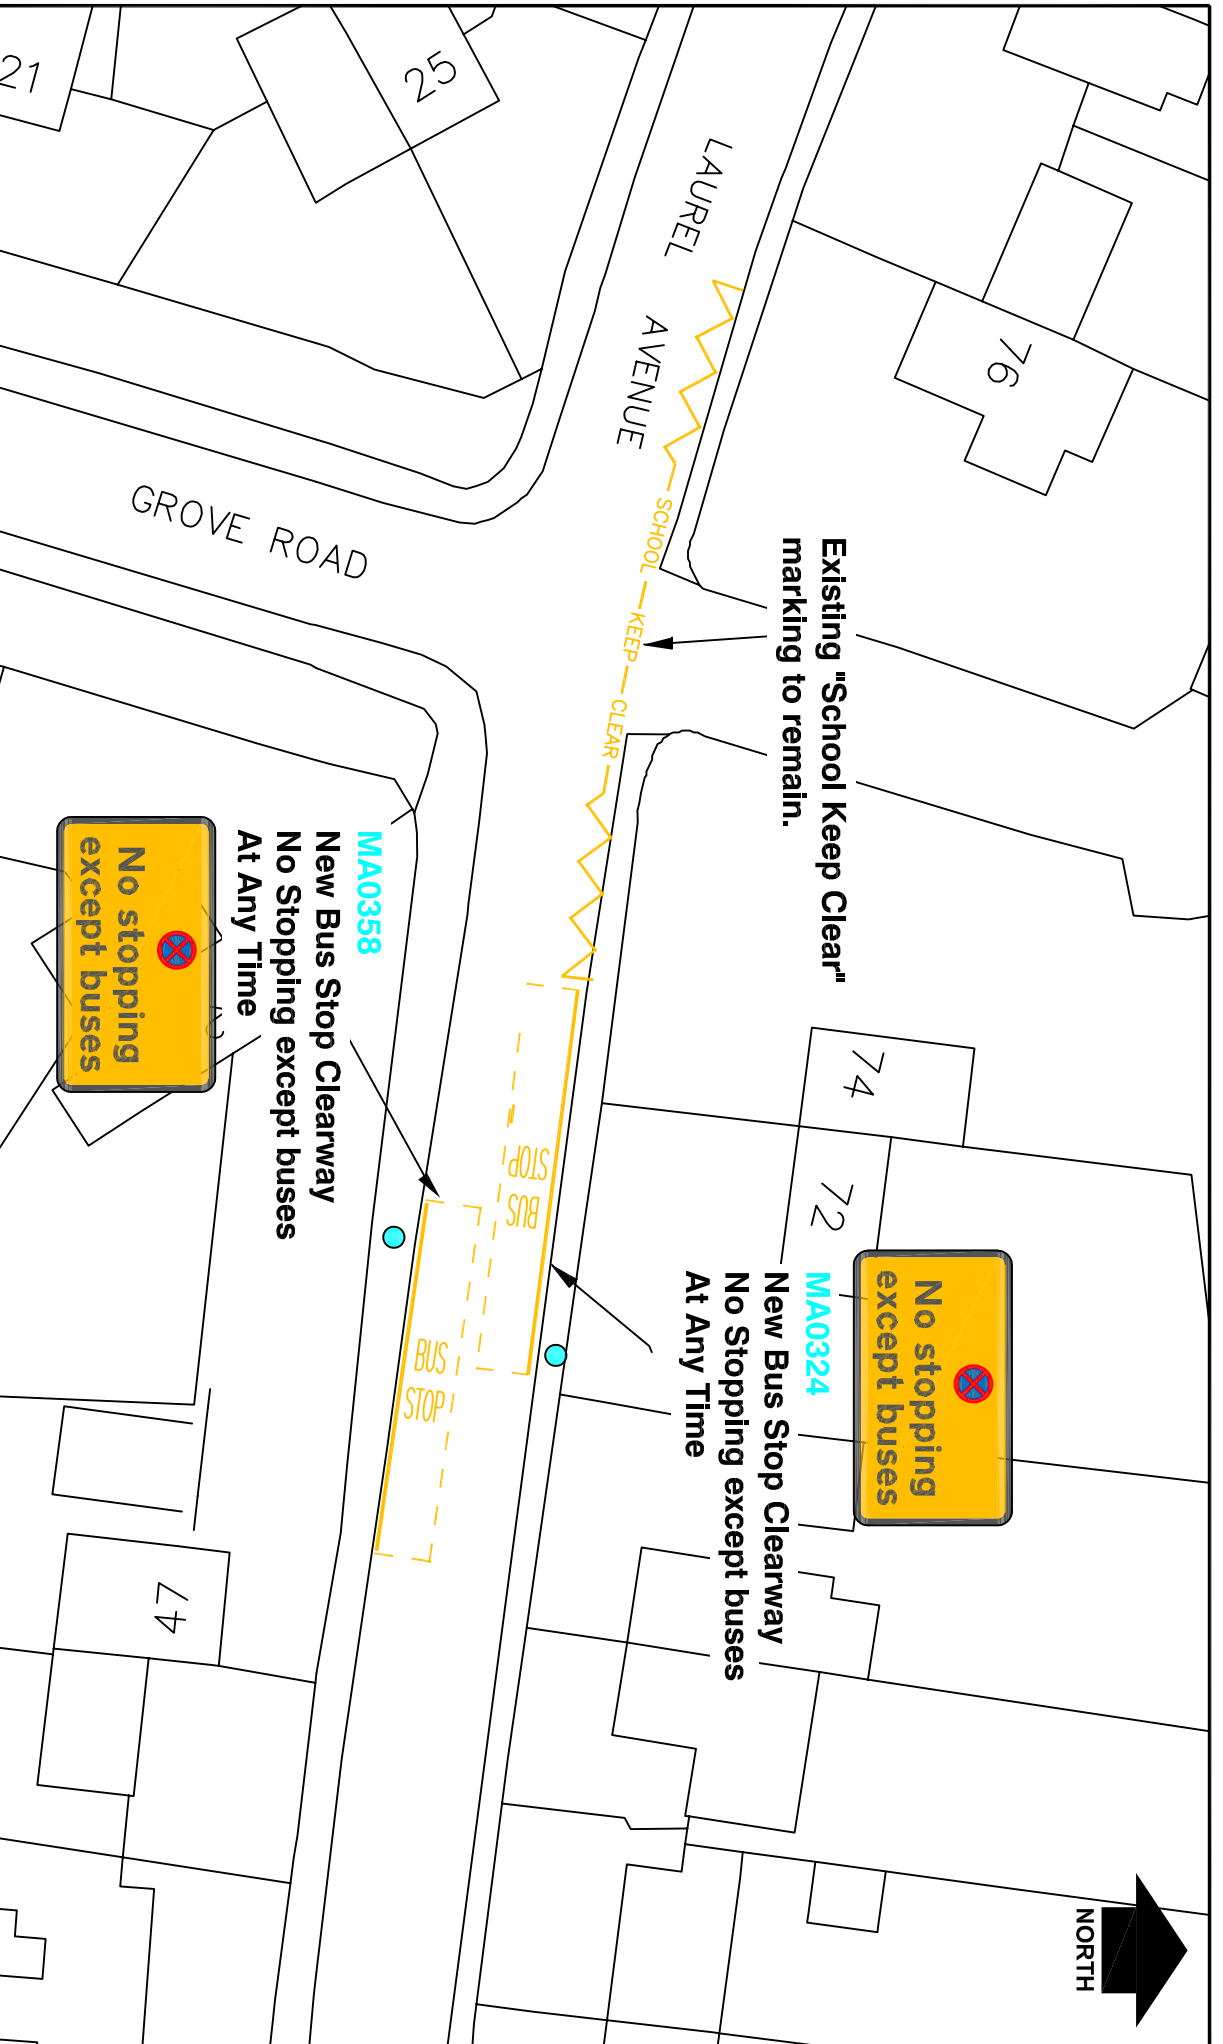 21
25
LAUREL AVENUE
76
GROVE ROAD
SCHOOL KEEP CLEAR
Existing "School Keep Clear"
marking to remain.
74
72
MA0324
New Bus Stop Clearway
No Stopping except buses
At Any Time
No stopping
except buses
BUS
STOP
BUS
STOP
MA0358
New Bus Stop Clearway
No Stopping except buses
At Any Time
No stopping
except buses
47
NORTH